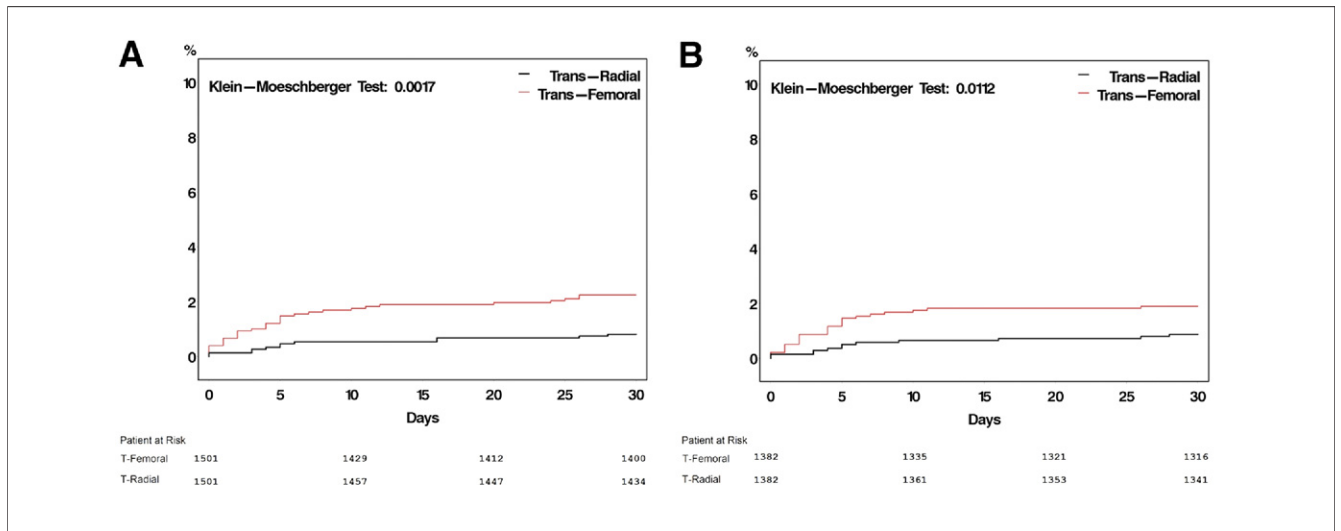 A
%
Klein—Moeschberger Test: 0.0017
Trans—Radial
Trans—Femoral
10
8
6
4
2
0
0 5 10 15 20 25 30
Days
Patient at Risk
T-Femoral 1501 1429 1412 1400
T-Radial 1501 1457 1447 1434
B
%
Klein—Moeschberger Test: 0.0112
Trans—Radial
Trans—Femoral
10
8
6
4
2
0
0 5 10 15 20 25 30
Days
Patient at Risk
T-Femoral 1382 1335 1321 1316
T-Radial 1382 1361 1353 1341